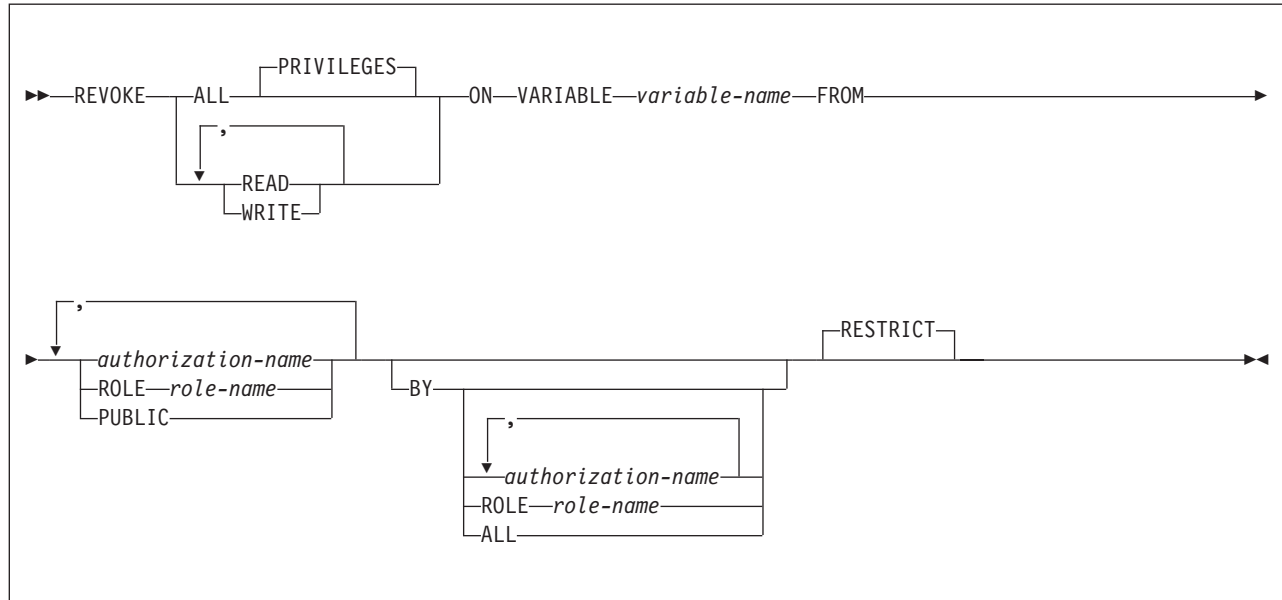 PRIVILEGES
REVOKE ALL ON VARIABLE variable-name FROM
,
READ
WRITE
,
RESTRICT
authorization-name
ROLE role-name BY
PUBLIC
,
authorization-name
ROLE role-name
ALL